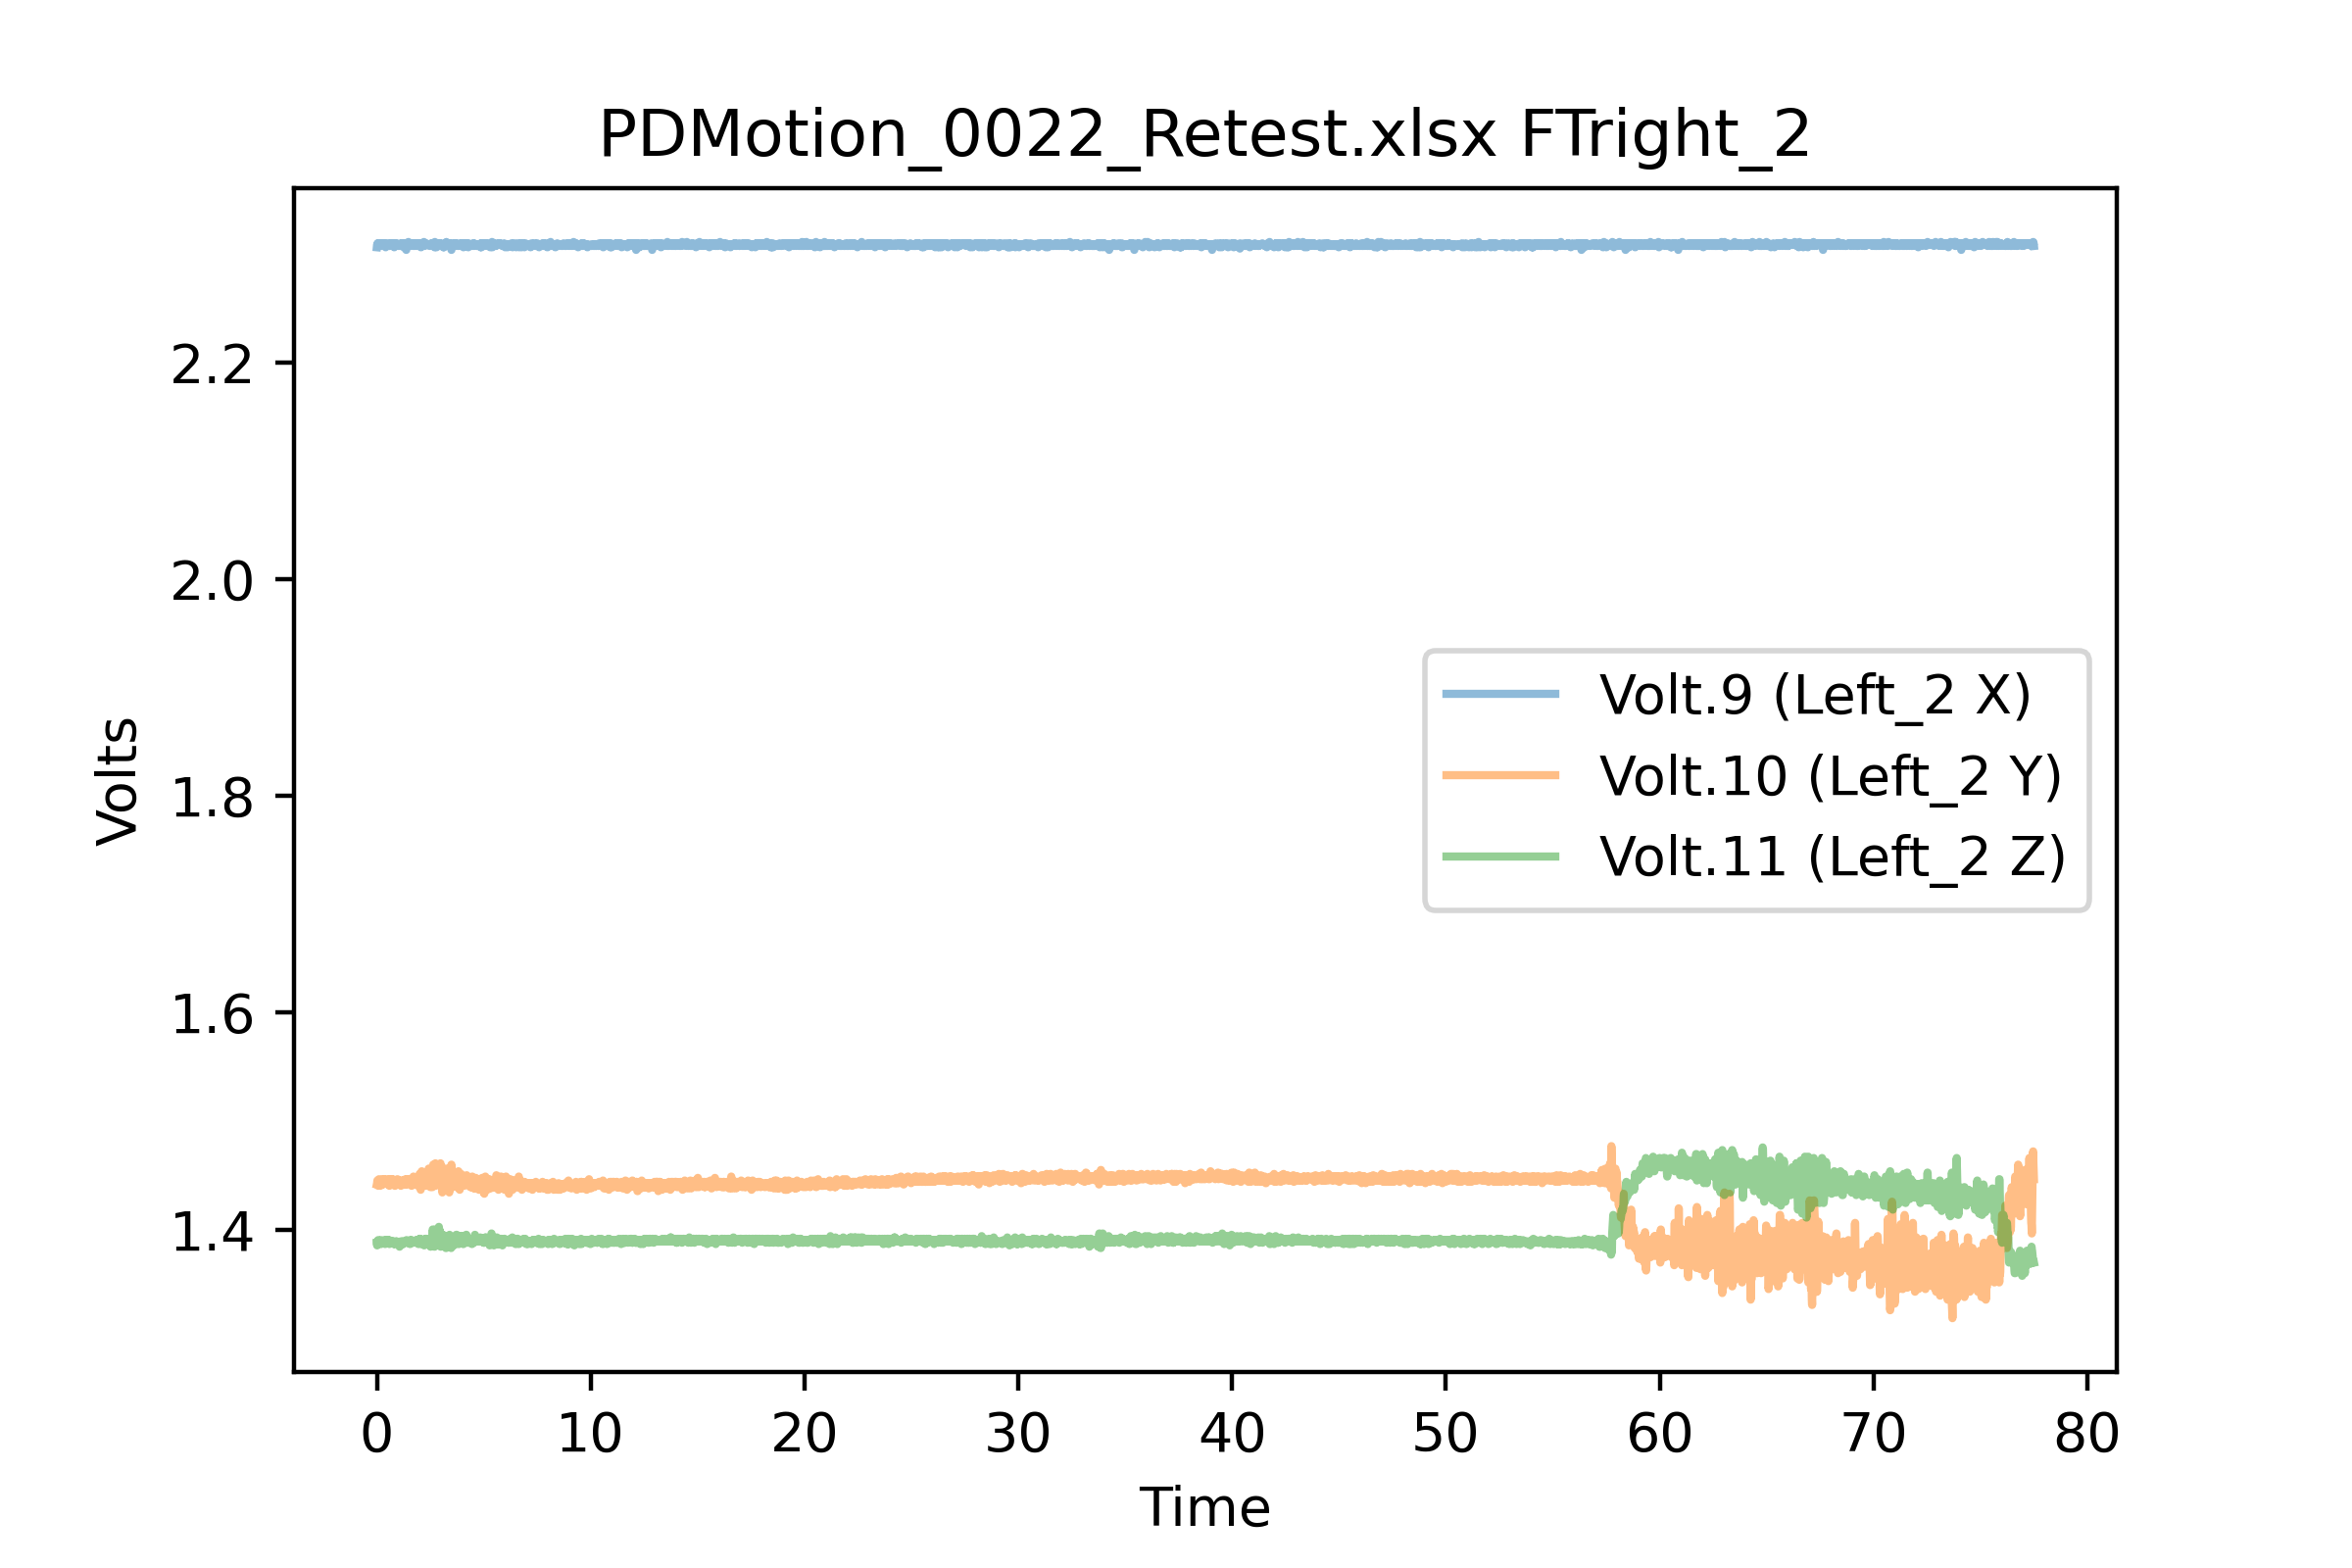 PDMotion_0022_Retest.xlsx FTright_2
Volts
2.2
2.0
1.8
1.6
1.4
Volt.9 (Left_2 X)
Volt.10 (Left_2 Y)
Volt.11 (Left_2 Z)
0 10 20 30 40 50 60 70 80
Time